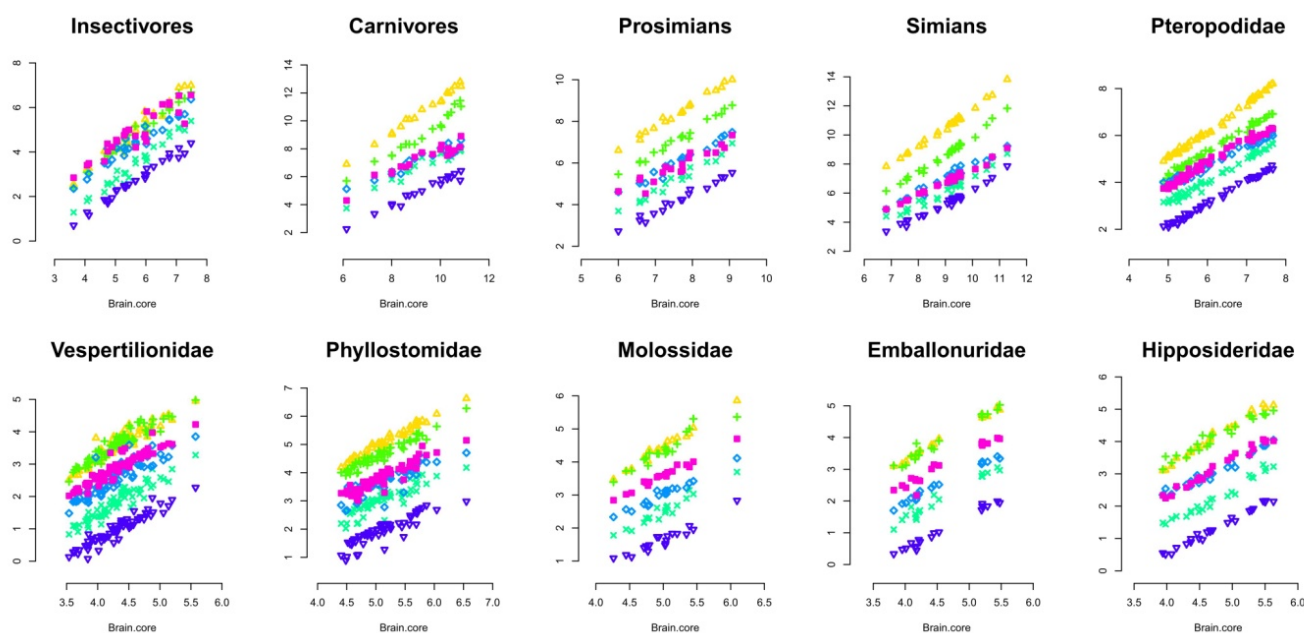 Insectivores
Carnivores
Prosimians
Simians
Pteropodidae
8
6
4
2
0
3 4 5 6 7 8
Brain.core
14
12
10
8
6
4
2
6 8 10 12
Brain.core
10
8
6
4
2
5 6 7 8 9 10
Brain.core
14
12
10
8
6
4
2
6 7 8 9 10 11 12
Brain.core
8
6
4
2
4 5 6 7 8
Brain.core
Vespertilionidae
Phyllostomidae
Molossidae
Emballonuridae
Hipposideridae
5
4
3
2
1
0
3.5 4.0 4.5 5.0 5.5 6.0
Brain.core
7
6
5
4
3
2
1
4.0 4.5 5.0 5.5 6.0 6.5 7.0
Brain.core
6
5
4
3
2
1
4.0 4.5 5.0 5.5 6.0 6.5
Brain.core
5
4
3
2
1
0
3.5 4.0 4.5 5.0 5.5 6.0
Brain.core
6
5
4
3
2
1
0
3.5 4.0 4.5 5.0 5.5 6.0
Brain.core